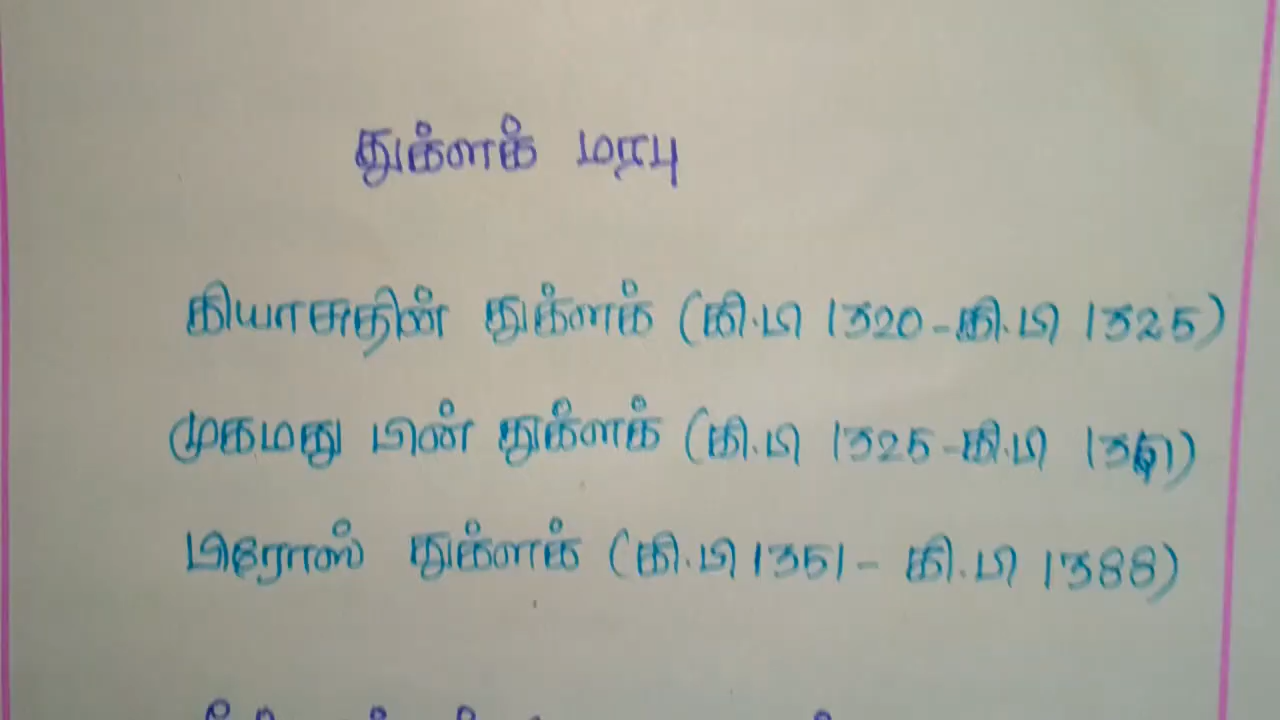 துக்ளக் மரபு
கியாசுதின் துக்ளக் (கி.பி 1320 - கி.பி 1325)
முகமது பின் துக்ளக் (கி.பி 1325 - கி.பி 1351)
பிரோஸ் துக்ளக் (கி.பி 1351 - கி.பி 1388)